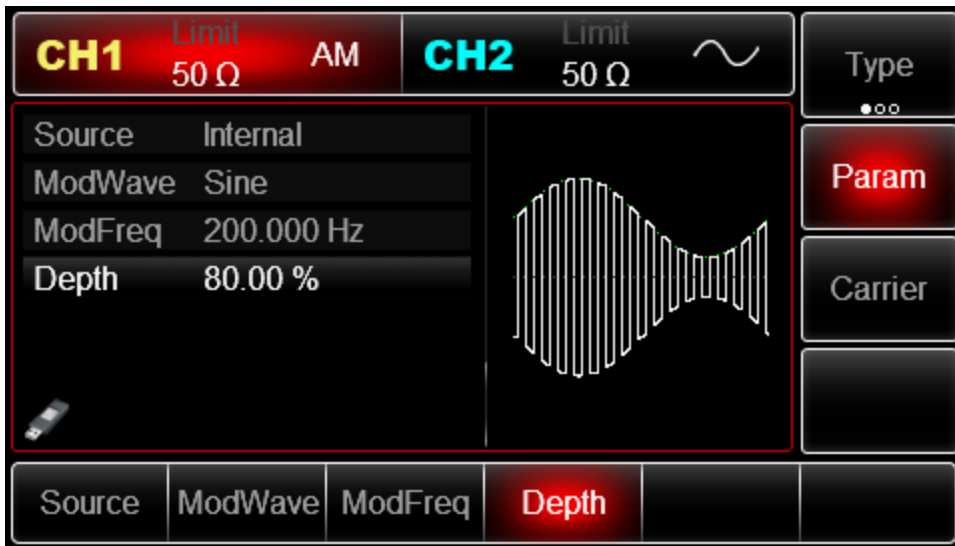 CH1 Limit 50 Ω AM CH2 Limit 50 Ω
Type
Source Internal
ModWave Sine
ModFreq 200.000 Hz
Depth 80.00 %
Param
Carrier
Source ModWave ModFreq Depth